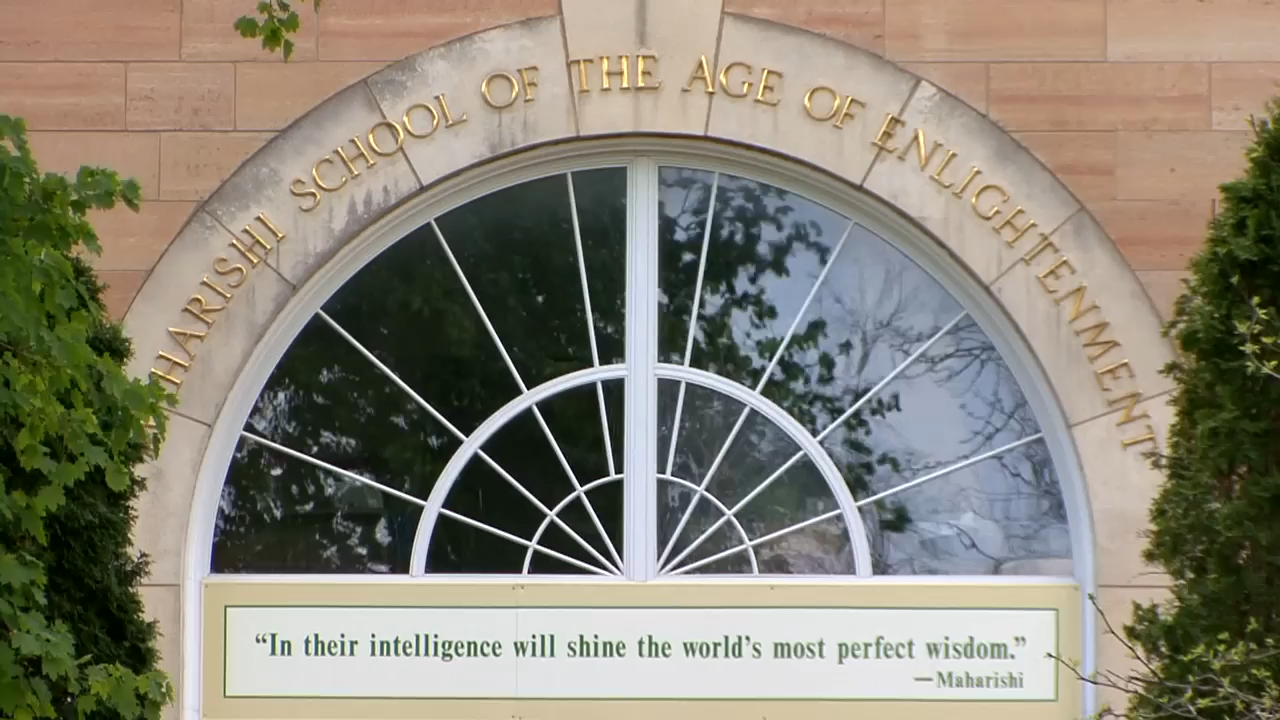 HARISHI SCHOOL OF THE AGE OF ENLIGHTENMENT
“In their intelligence will shine the world’s most perfect wisdom.”
—Maharishi